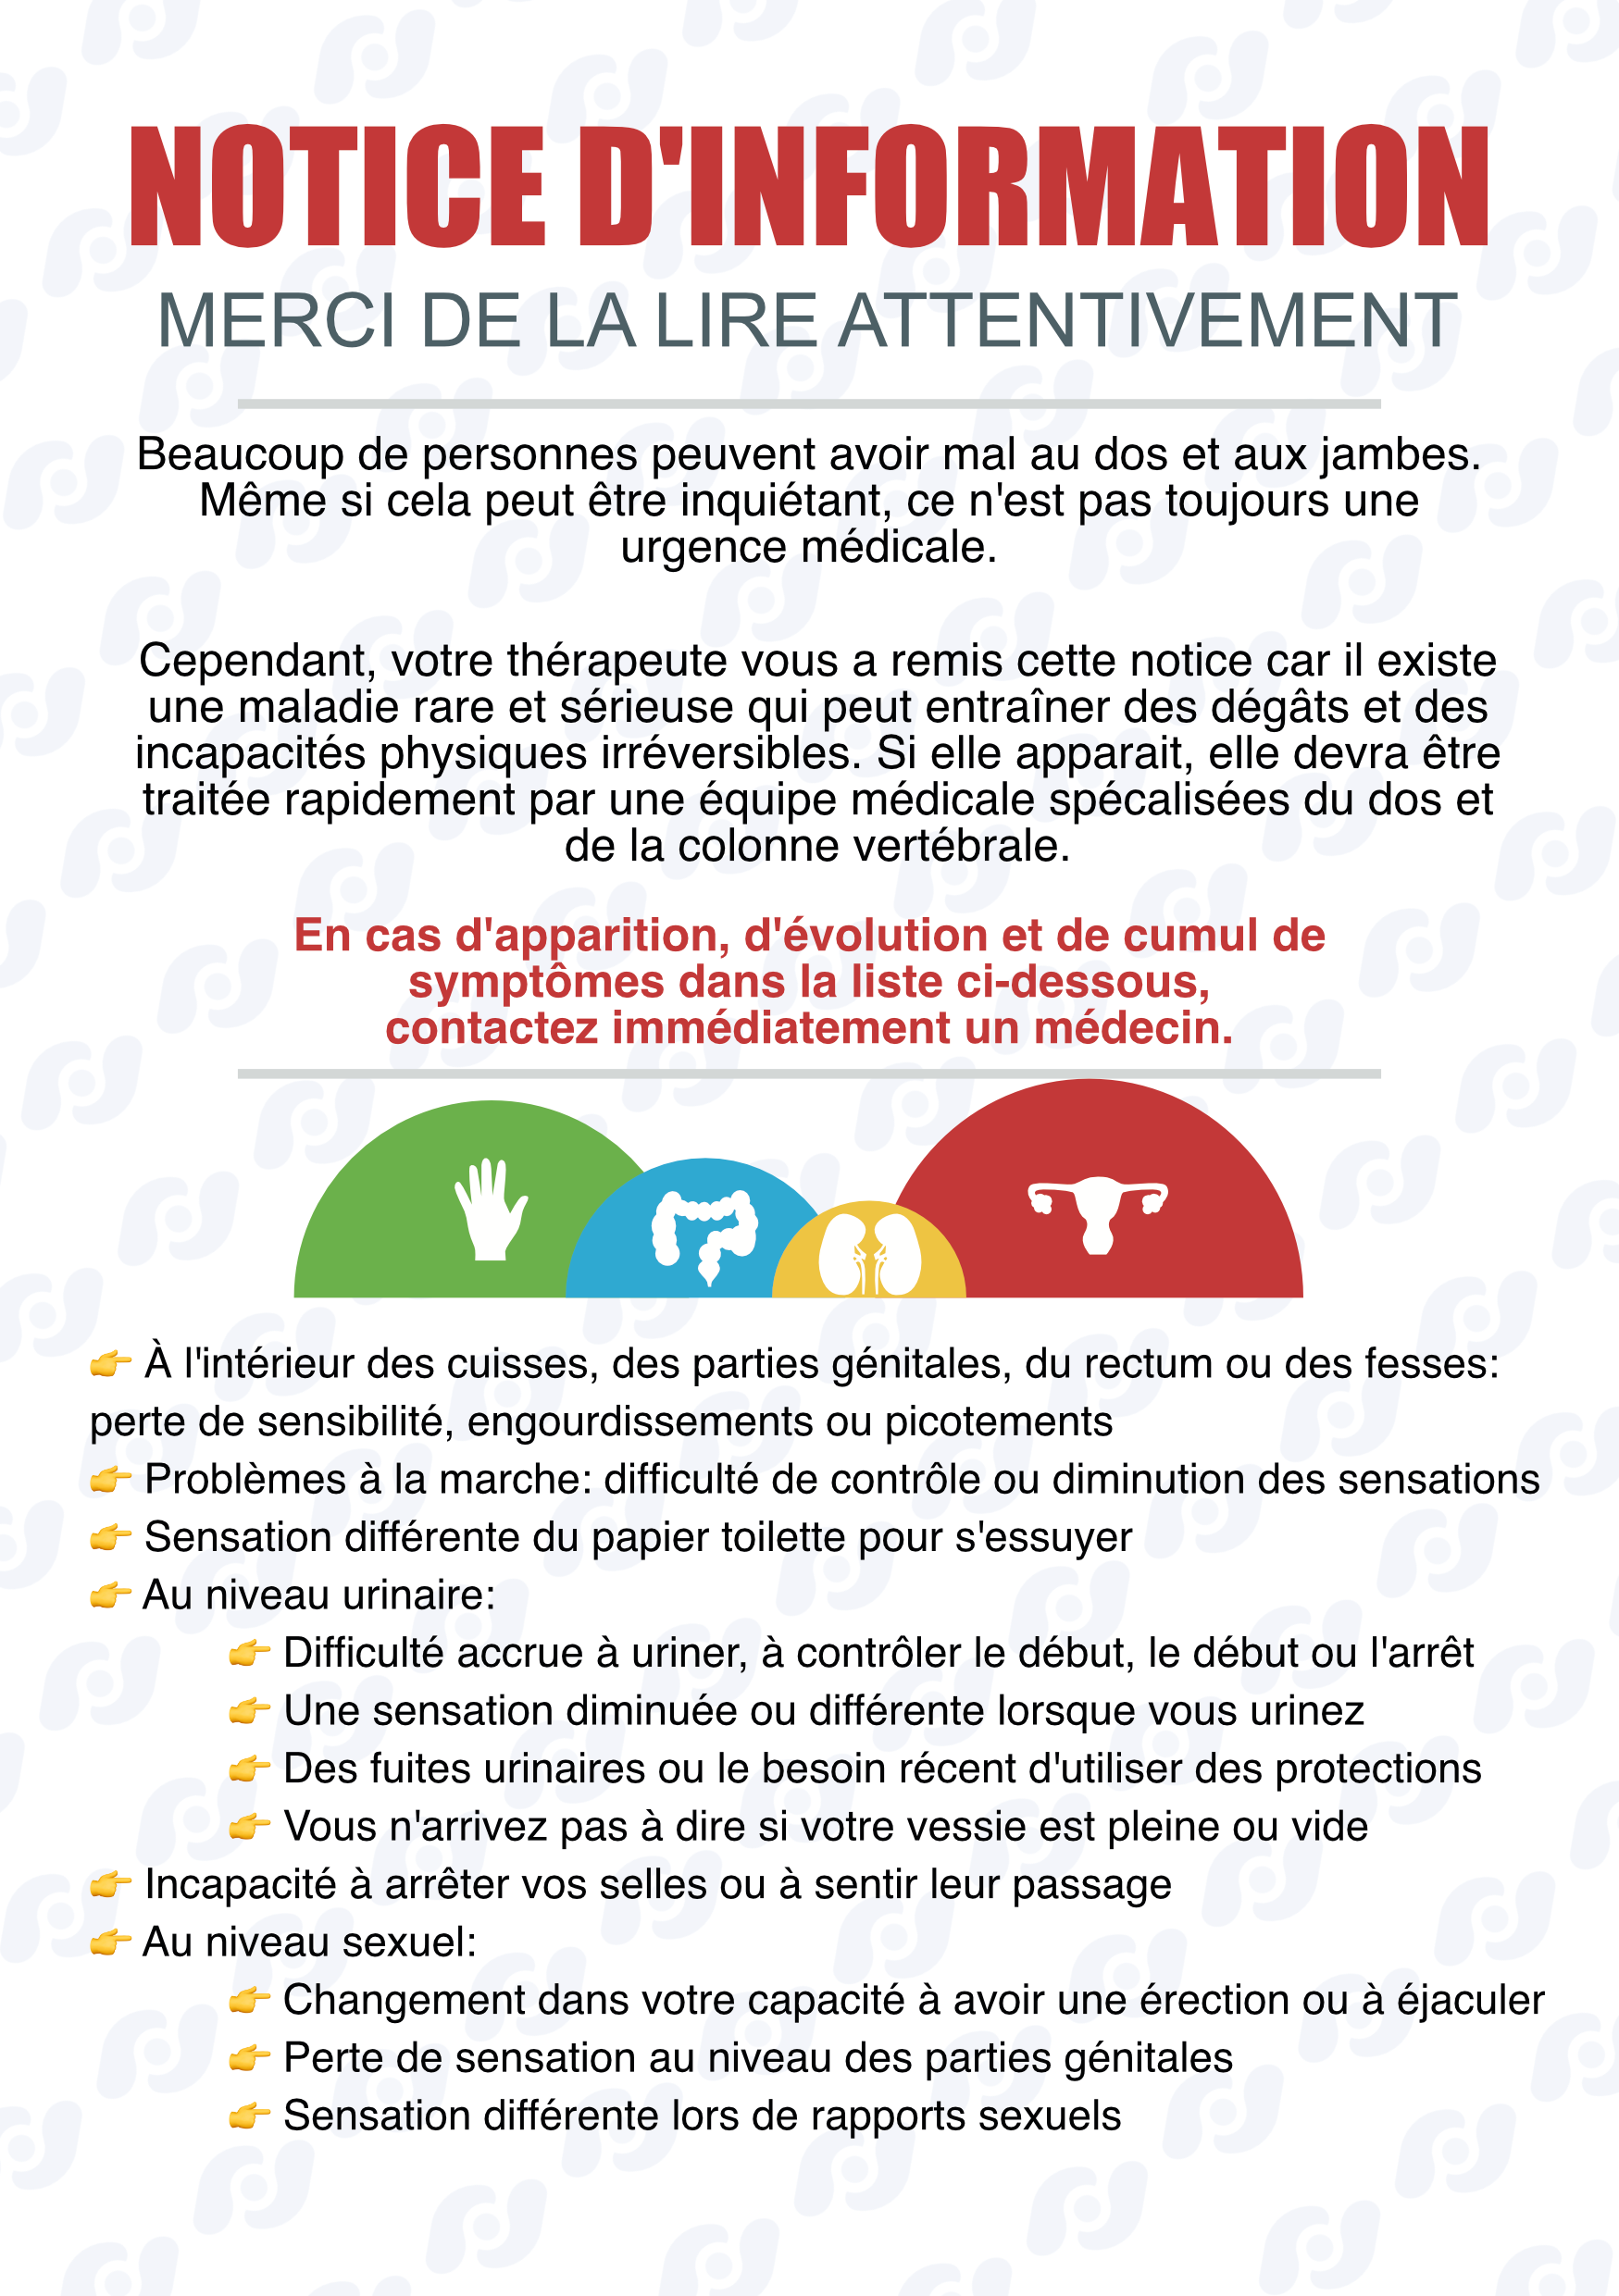 NOTICE D'INFORMATION
MERCI DE LA LIRE ATTENTIVEMENT
Beaucoup de personnes peuvent avoir mal au dos et aux jambes.
Même si cela peut être inquiétant, ce n'est pas toujours une
urgence médicale.
Cependant, votre thérapeute vous a remis cette notice car il existe
une maladie rare et sérieuse qui peut entraîner des dégâts et des
incapacités physiques irréversibles. Si elle apparait, elle devra être
traitée rapidement par une équipe médicale spécalisées du dos et
de la colonne vertébrale.
En cas d'apparition, d'évolution et de cumul de
symptômes dans la liste ci-dessous,
contactez immédiatement un médecin.
👉 À l'intérieur des cuisses, des parties génitales, du rectum ou des fesses:
perte de sensibilité, engourdissements ou picotements
👉 Problèmes à la marche: difficulté de contrôle ou diminution des sensations
👉 Sensation différente du papier toilette pour s'essuyer
👉 Au niveau urinaire:
👉 Difficulté accrue à uriner, à contrôler le début, le début ou l'arrêt
👉 Une sensation diminuée ou différente lorsque vous urinez
👉 Des fuites urinaires ou le besoin récent d'utiliser des protections
👉 Vous n'arrivez pas à dire si votre vessie est pleine ou vide
👉 Incapacité à arrêter vos selles ou à sentir leur passage
👉 Au niveau sexuel:
👉 Changement dans votre capacité à avoir une érection ou à éjaculer
👉 Perte de sensation au niveau des parties génitales
👉 Sensation différente lors de rapports sexuels